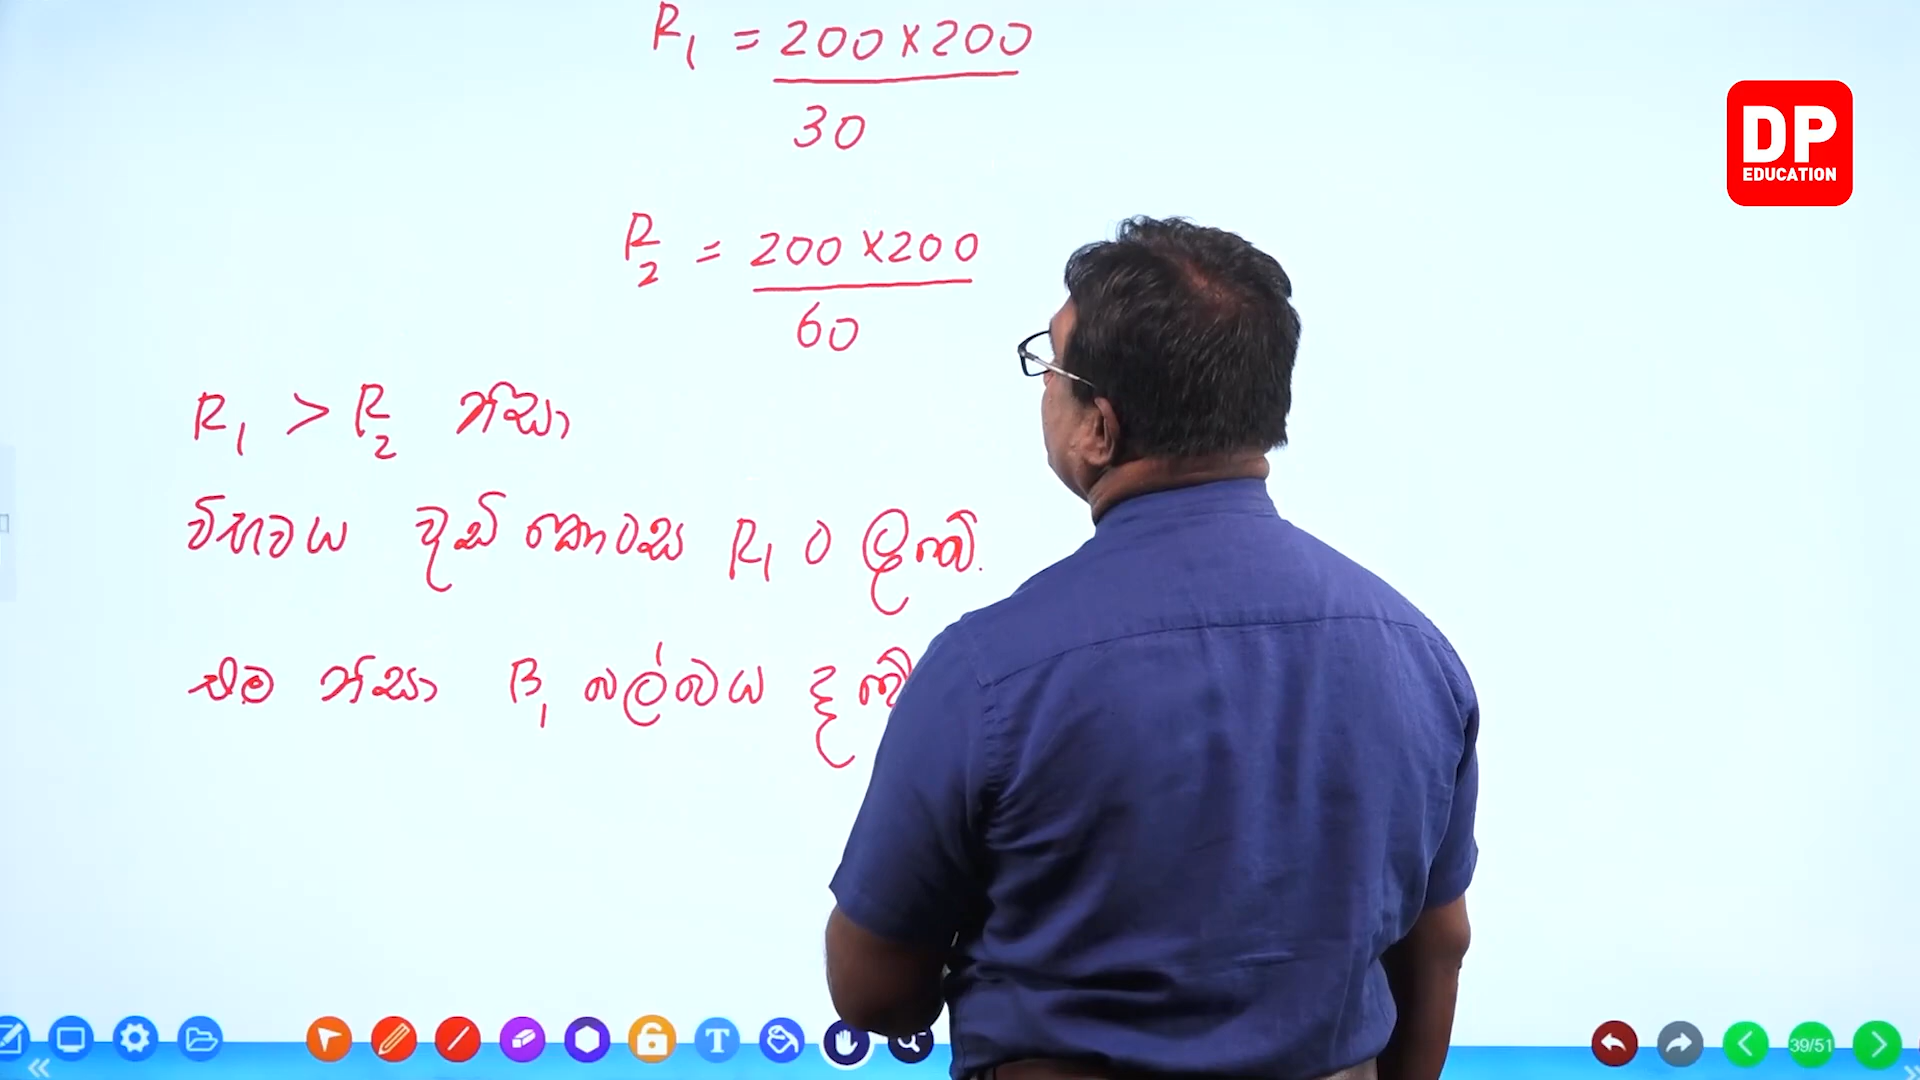 R₁ = 200 × 200
30
DP
EDUCATION
R₂ = 200 × 200
60
R₁ > R₂ නිසා
විභවය වැඩි කොටස R₁ ට ලැබේ.
එම නිසා B₁ බල්බය
T
39/51